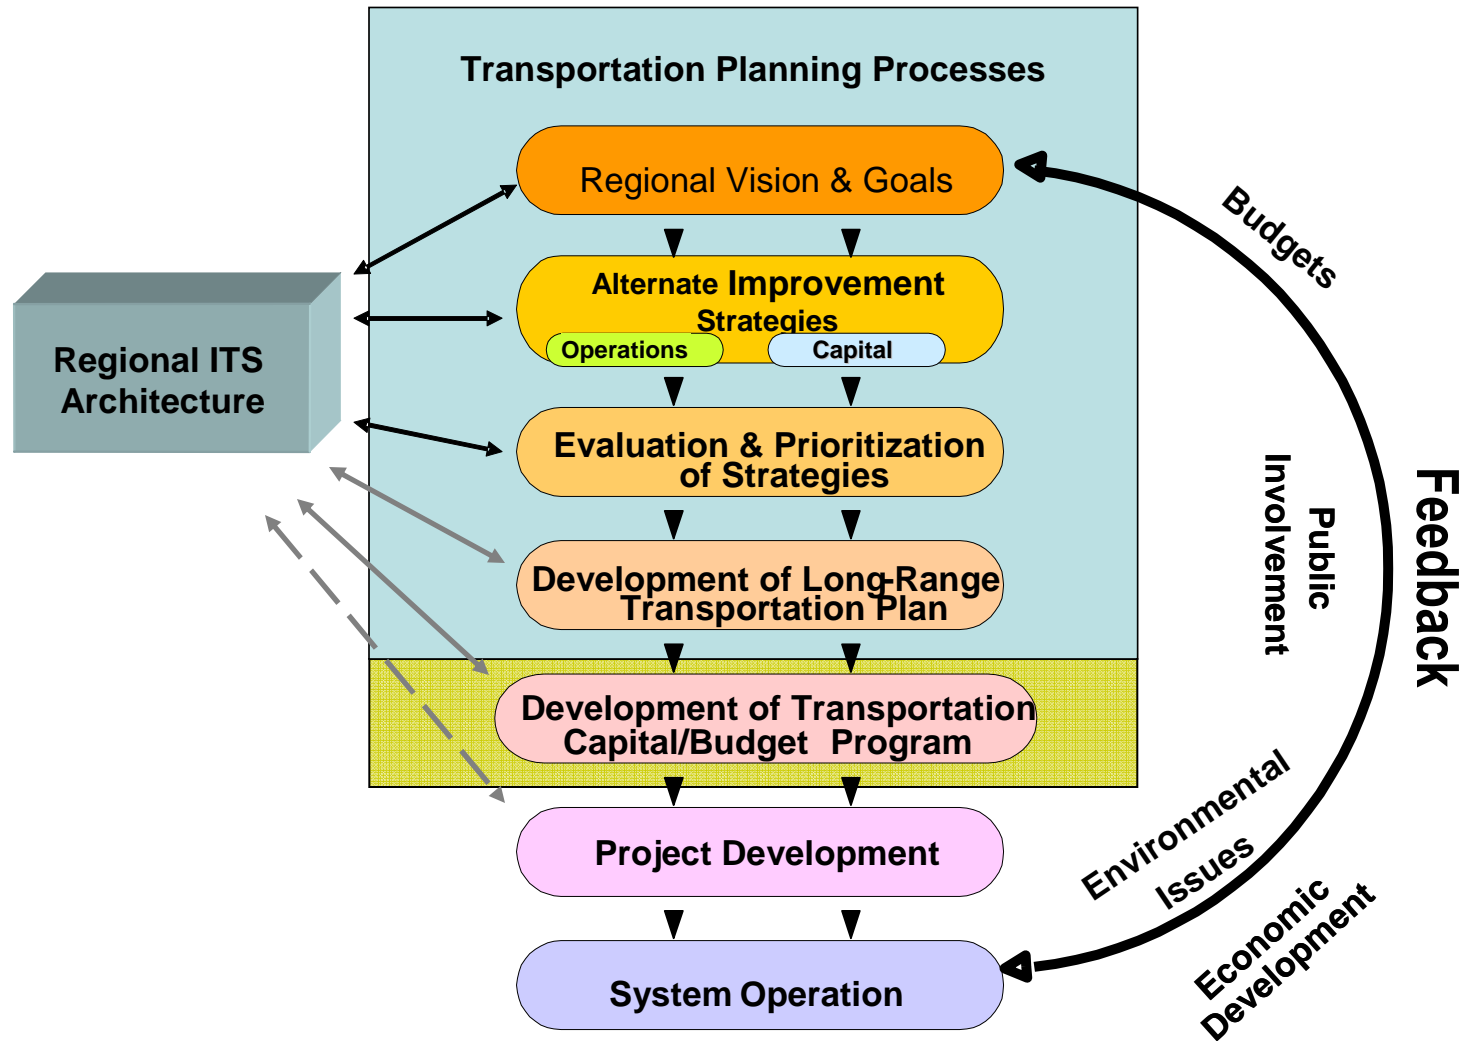 Transportation Planning Processes
Regional Vision & Goals
Alternate Improvement
Strategies
Operations
Capital
Evaluation & Prioritization
of Strategies
Development of Long-Range
Transportation Plan
Development of Transportation
Capital/Budget Program
Project Development
System Operation
Regional ITS
Architecture
Budgets
Public
Involvement
Feedback
Environmental
Issues
Economic
Development